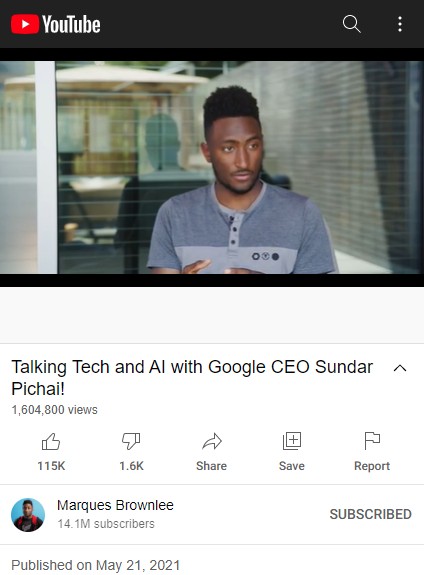 YouTube
Talking Tech and AI with Google CEO Sundar
Pichai!
1,604,800 views
115K
1.6K
Share
Save
Report
Marques Brownlee
14.1M subscribers
SUBSCRIBED
Published on May 21, 2021